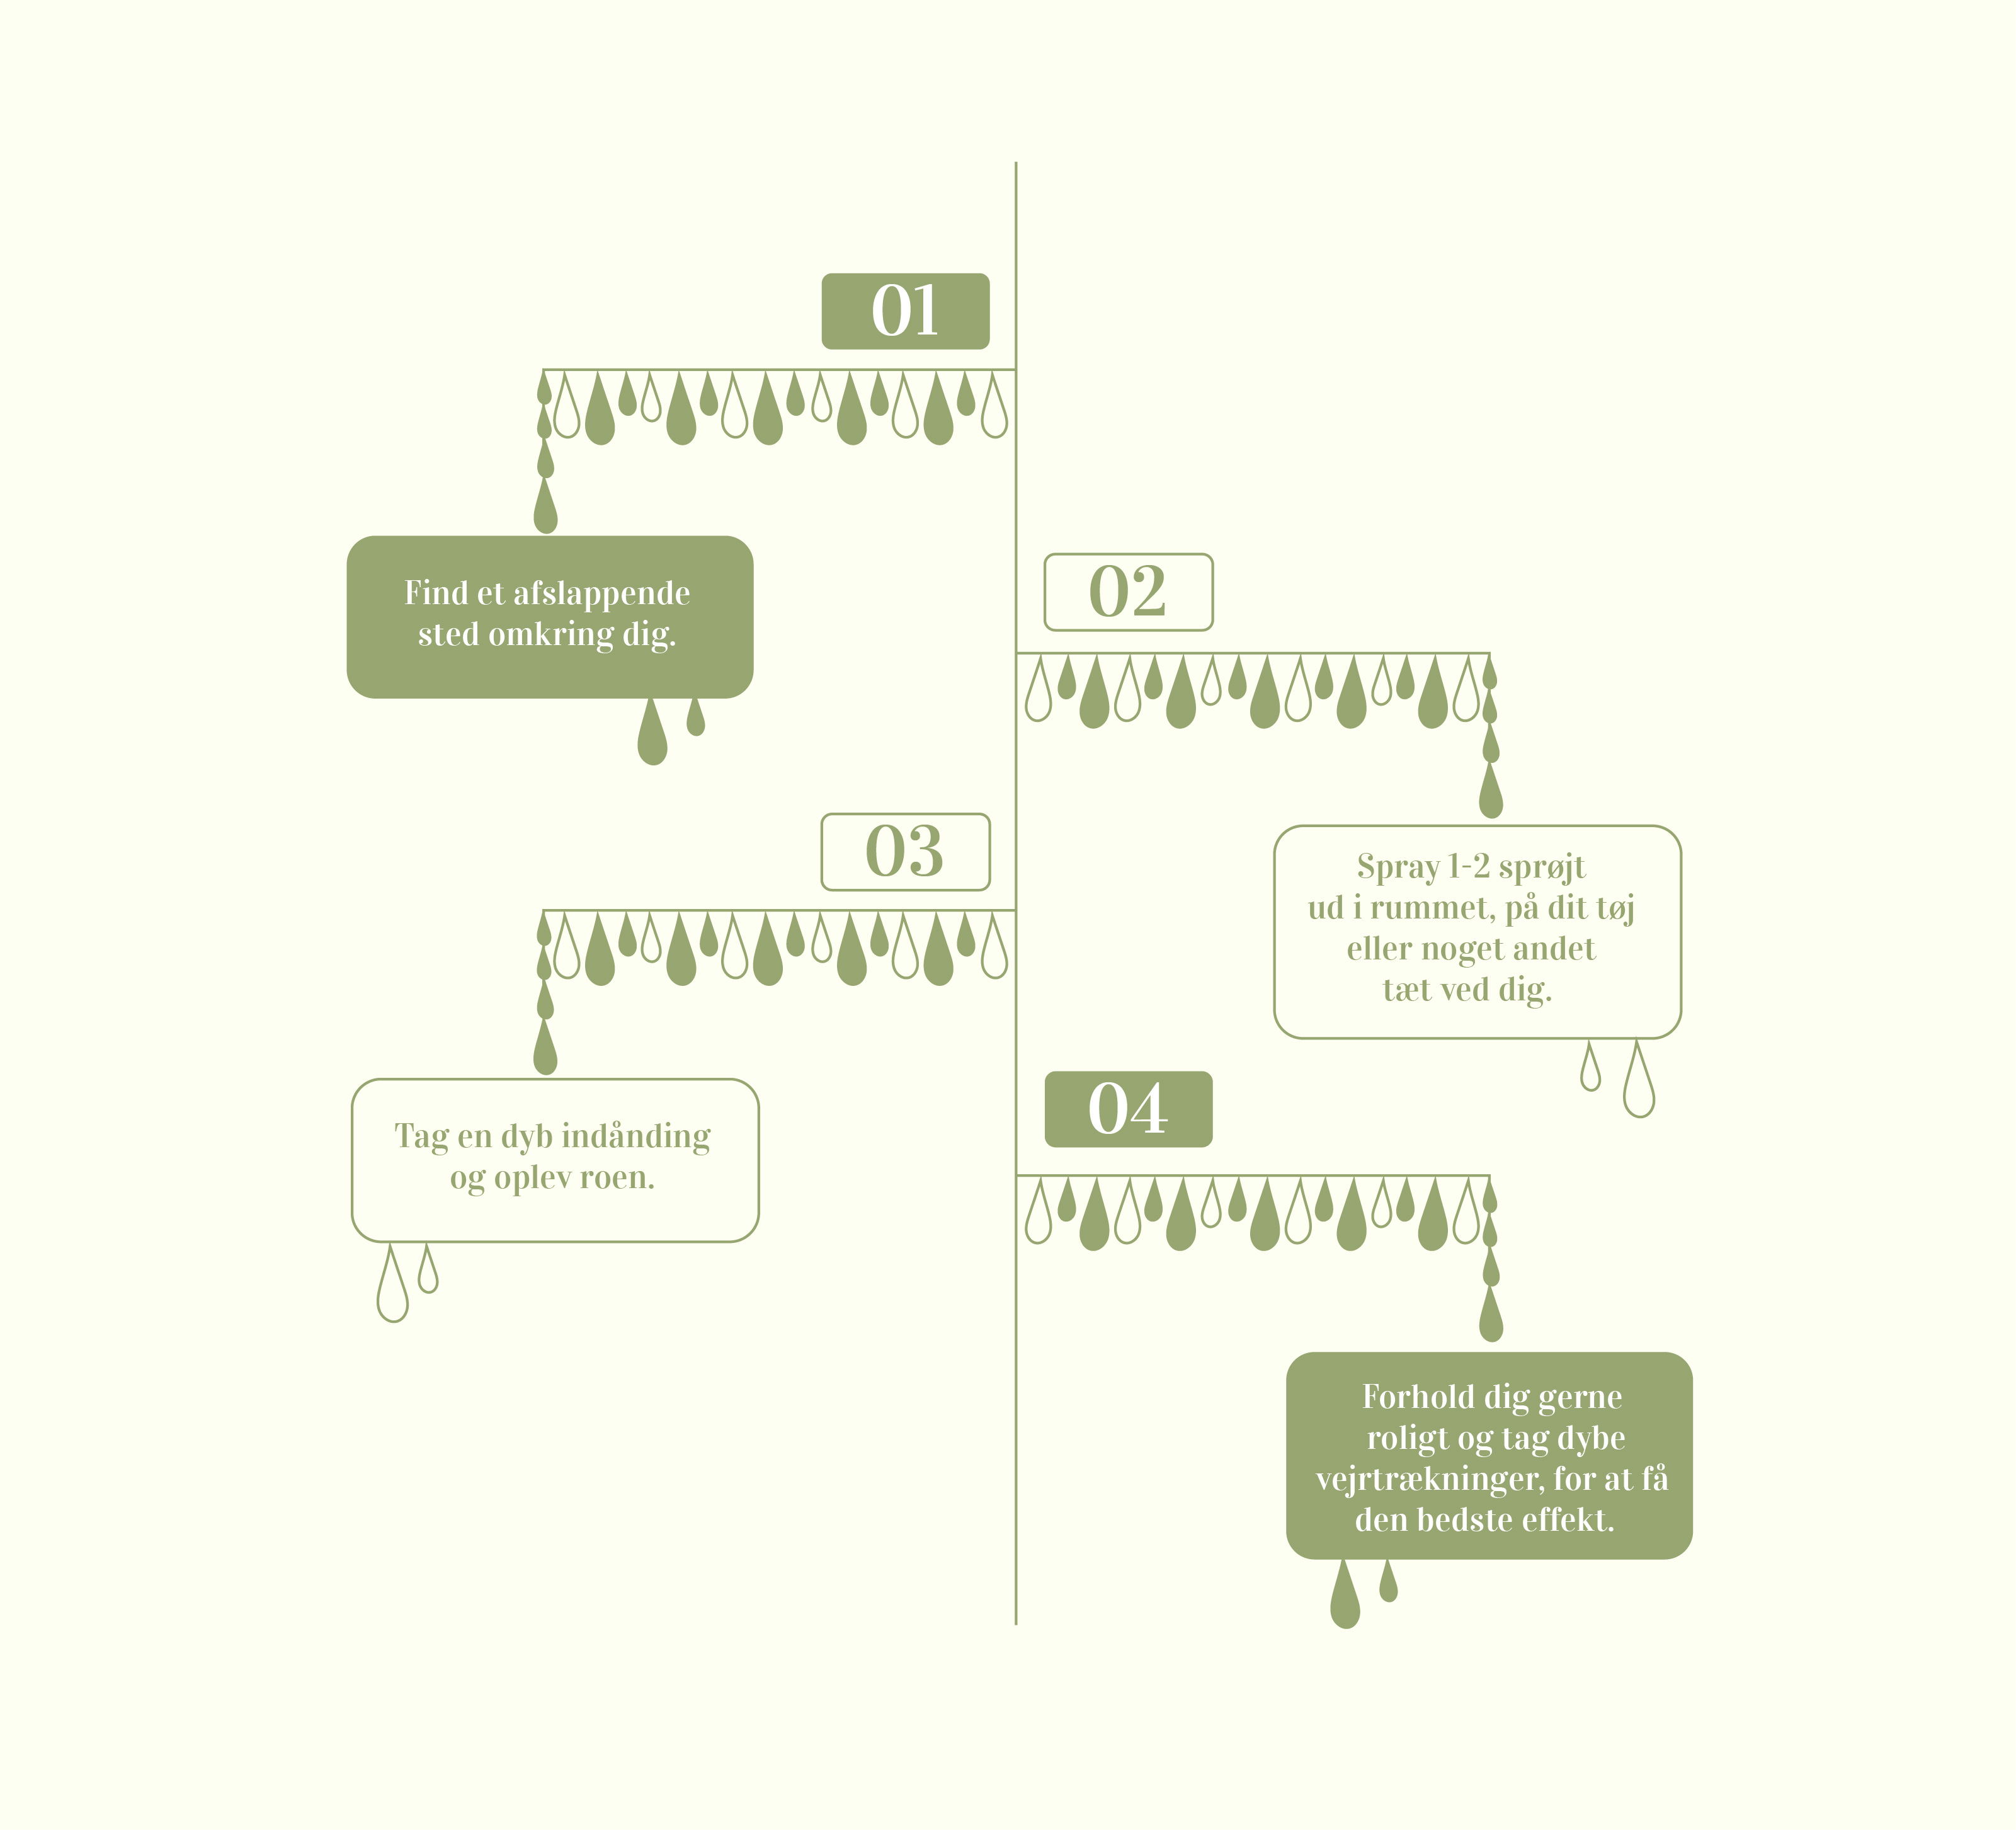 01
Find et afslappende
sted omkring dig.
02
Spray 1-2 sprøjt
ud i rummet, på dit tøj
eller noget andet
tæt ved dig.
03
Tag en dyb indånding
og oplev roen.
04
Forhold dig gerne
roligt og tag dybe
vejrtrækninger, for at få
den bedste effekt.